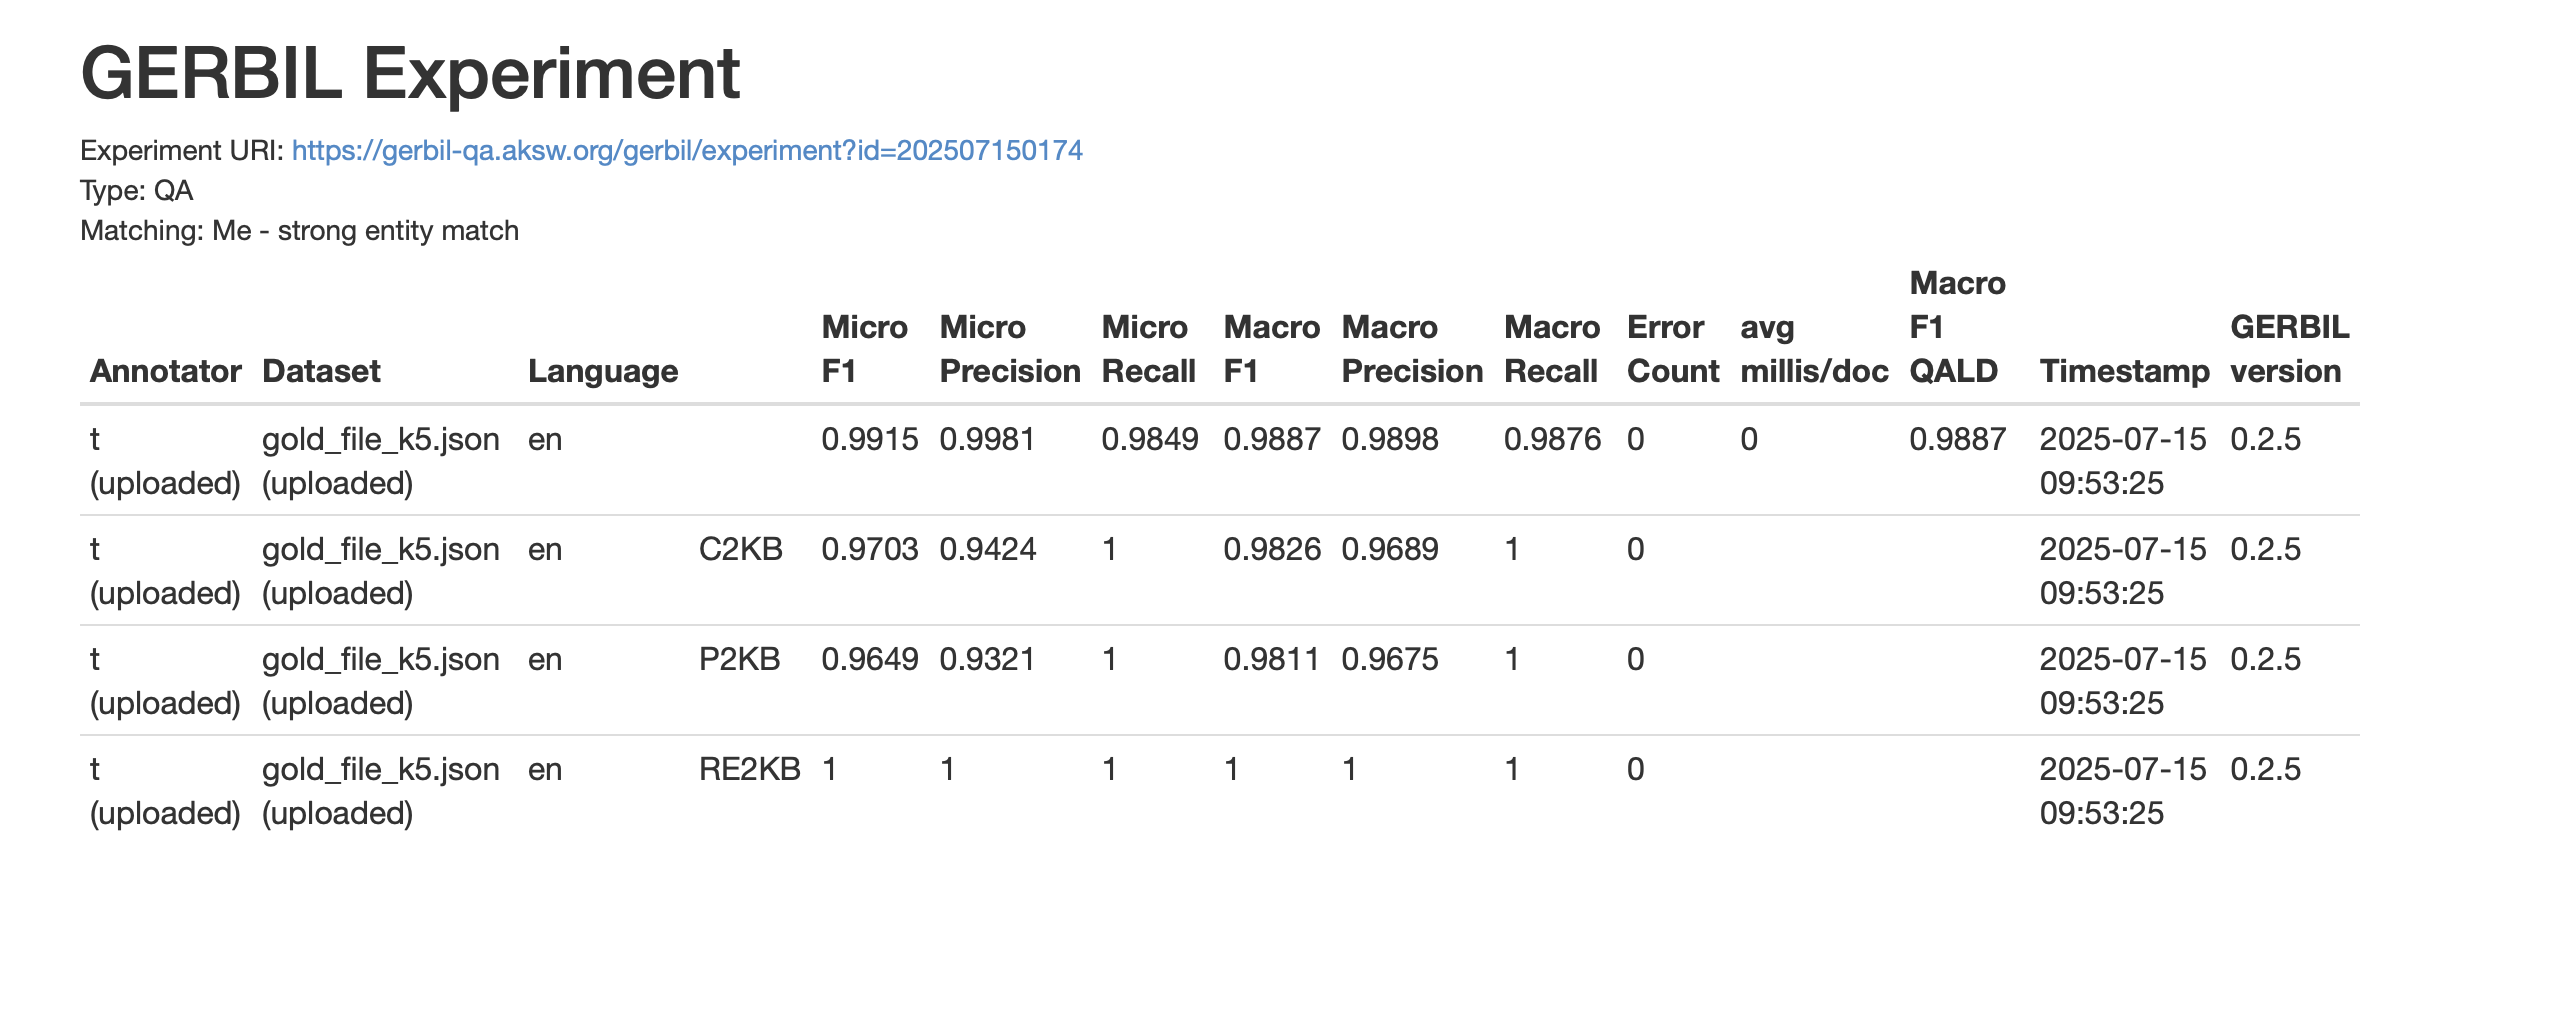 GERBIL Experiment
Experiment URI: https://gerbil-qa.aksw.org/gerbil/experiment?id=202507150174
Type: QA
Matching: Me - strong entity match
Macro
Micro Micro Micro Macro Macro Macro Error avg F1 GERBIL
Annotator Dataset Language F1 Precision Recall F1 Precision Recall Count millis/doc QALD Timestamp version
t gold_file_k5.json en 0.9915 0.9981 0.9849 0.9887 0.9898 0.9876 0 0 0.9887 2025-07-15 0.2.5
(uploaded) (uploaded) 09:53:25
t gold_file_k5.json en C2KB 0.9703 0.9424 1 0.9826 0.9689 1 0 2025-07-15 0.2.5
(uploaded) (uploaded) 09:53:25
t gold_file_k5.json en P2KB 0.9649 0.9321 1 0.9811 0.9675 1 0 2025-07-15 0.2.5
(uploaded) (uploaded) 09:53:25
t gold_file_k5.json en RE2KB 1 1 1 1 1 1 0 2025-07-15 0.2.5
(uploaded) (uploaded) 09:53:25